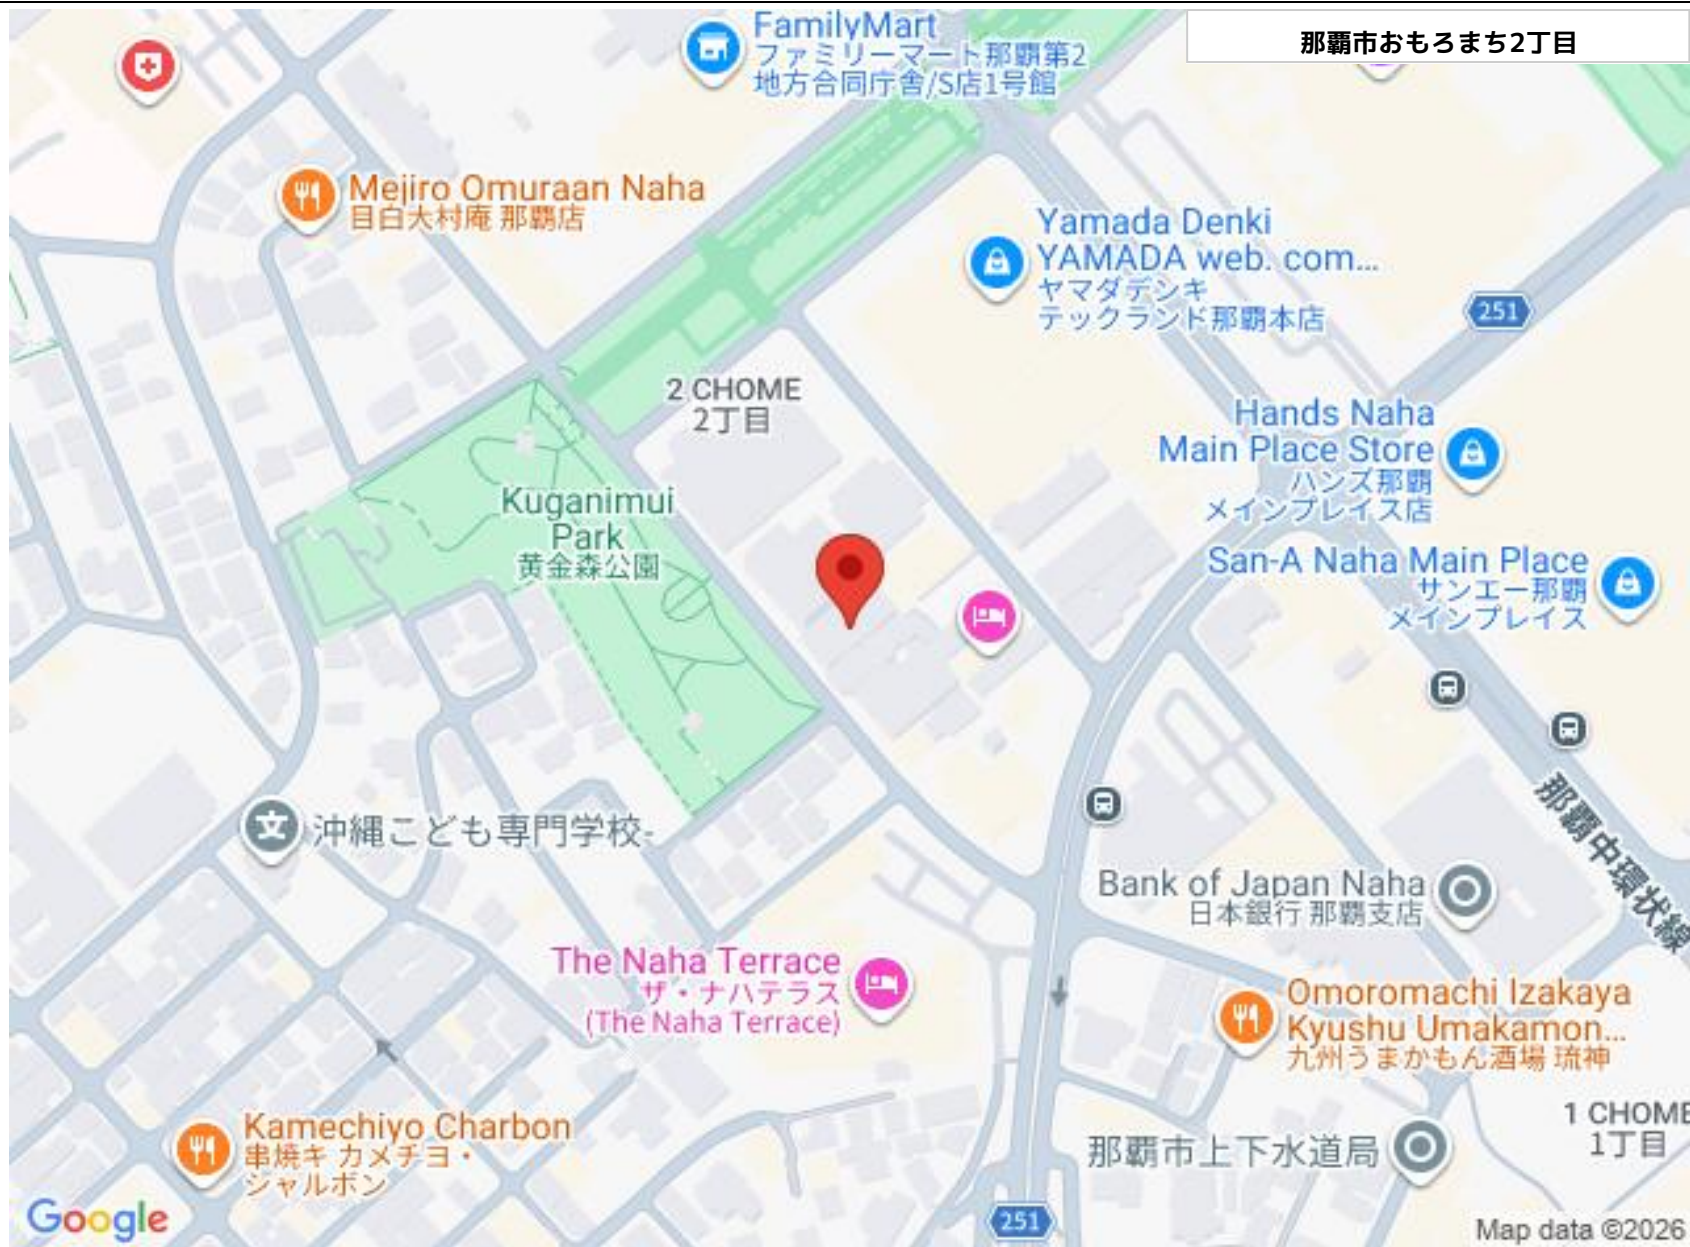 FamilyMart
ファミリーマート那覇第2
地方合同庁舎/S店1号館
那覇市おもろまち2丁目
Mejiro Omuraan Naha
目白大村庵 那覇店
Yamada Denki
YAMADA web. com...
ヤマダデンキ
テックランド那覇本店
251
2 CHOME
2丁目
Hands Naha
Main Place Store
ハンズ那覇
メインプレイス店
Kuganimui
Park
黄金森公園
San-A Naha Main Place
サンエー那覇
メインプレイス
文
沖縄こども専門学校-
那覇中環状線
Bank of Japan Naha
日本銀行 那覇支店
The Naha Terrace
ザ・ナハテラス
(The Naha Terrace)
Omoromachi Izakaya
Kyushu Umakamon...
九州うまかもん酒場 琉神
Kamechiyo Charbon
串焼キ カメチヨ・
シャルボン
1 CHOME
1丁目
那覇市上下水道局
251
Google
Map data ©2026